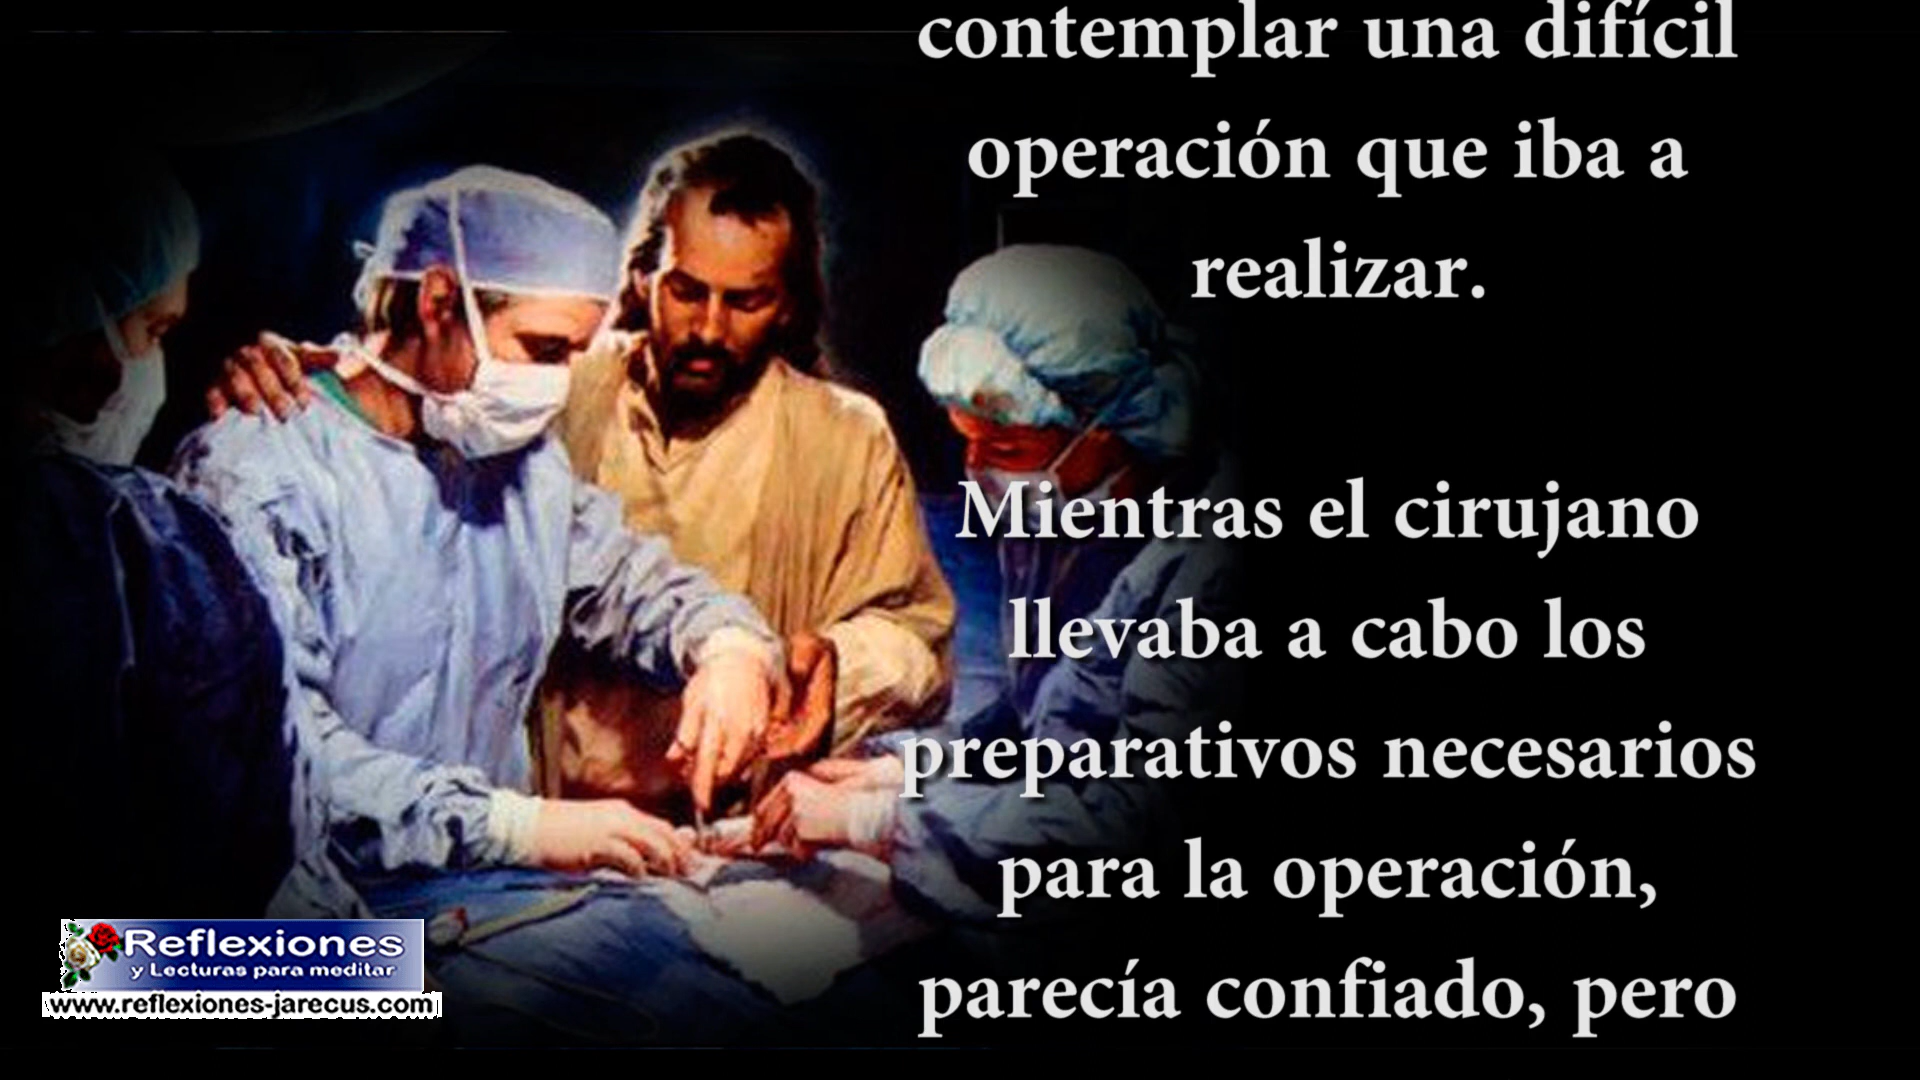 contemplar una difícil
operación que iba a
realizar.
Mientras el cirujano
llevaba a cabo los
preparativos necesarios
para la operación,
parecía confiado, pero
Reflexiones
y Lecturas para meditar
www.reflexiones-jarecus.com